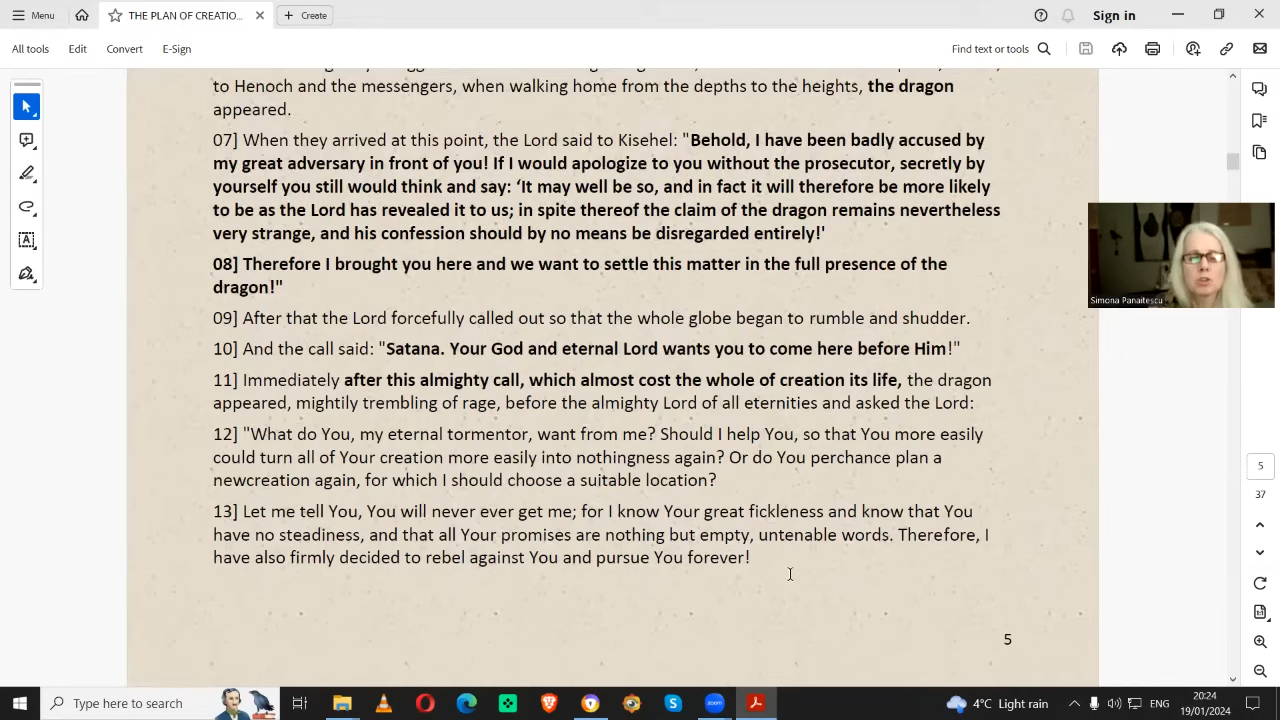 Menu
THE PLAN OF CREATIO...
Create
Sign in
All tools
Edit
Convert
E-Sign
Find text or tools
to Henoch and the messengers, when walking home from the depths to the heights, the dragon
appeared.
07] When they arrived at this point, the Lord said to Kisehel: "Behold, I have been badly accused by
my great adversary in front of you! If I would apologize to you without the prosecutor, secretly by
yourself you still would think and say: ‘It may well be so, and in fact it will therefore be more likely
to be as the Lord has revealed it to us; in spite thereof the claim of the dragon remains nevertheless
very strange, and his confession should by no means be disregarded entirely!'
08] Therefore I brought you here and we want to settle this matter in the full presence of the
dragon!"
09] After that the Lord forcefully called out so that the whole globe began to rumble and shudder.
10] And the call said: "Satana. Your God and eternal Lord wants you to come here before Him!"
11] Immediately after this almighty call, which almost cost the whole of creation its life, the dragon
appeared, mightily trembling of rage, before the almighty Lord of all eternities and asked the Lord:
12] "What do You, my eternal tormentor, want from me? Should I help You, so that You more easily
could turn all of Your creation more easily into nothingness again? Or do You perchance plan a
newcreation again, for which I should choose a suitable location?
13] Let me tell You, You will never ever get me; for I know Your great fickleness and know that You
have no steadiness, and that all Your promises are nothing but empty, untenable words. Therefore, I
have also firmly decided to rebel against You and pursue You forever!
5
Simona Panaitescu
5
37
Type here to search
zoom
4°C Light rain
ENG
20:24
19/01/2024